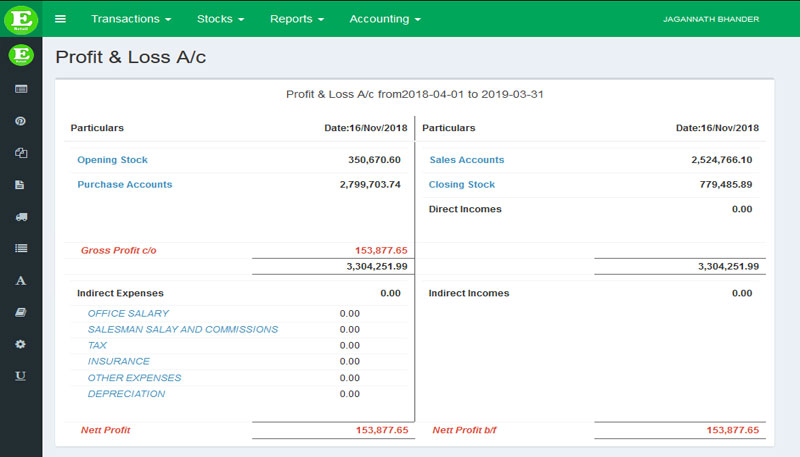 E
Retail
Transactions
Stocks
Reports
Accounting
JAGANNATH BHANDER
E
Retail
Profit & Loss A/c
Profit & Loss A/c from2018-04-01 to 2019-03-31
Particulars Date:16/Nov/2018 Particulars Date:16/Nov/2018
Opening Stock 350,670.60 Sales Accounts 2,524,766.10
Purchase Accounts 2,799,703.74 Closing Stock 779,485.89
Direct Incomes 0.00
Gross Profit c/o 153,877.65
3,304,251.99 3,304,251.99
Indirect Expenses 0.00 Indirect Incomes 0.00
OFFICE SALARY 0.00
SALESMAN SALAY AND COMMISSIONS 0.00
TAX 0.00
INSURANCE 0.00
OTHER EXPENSES 0.00
DEPRECIATION 0.00
Nett Profit 153,877.65 Nett Profit b/f 153,877.65
A
U